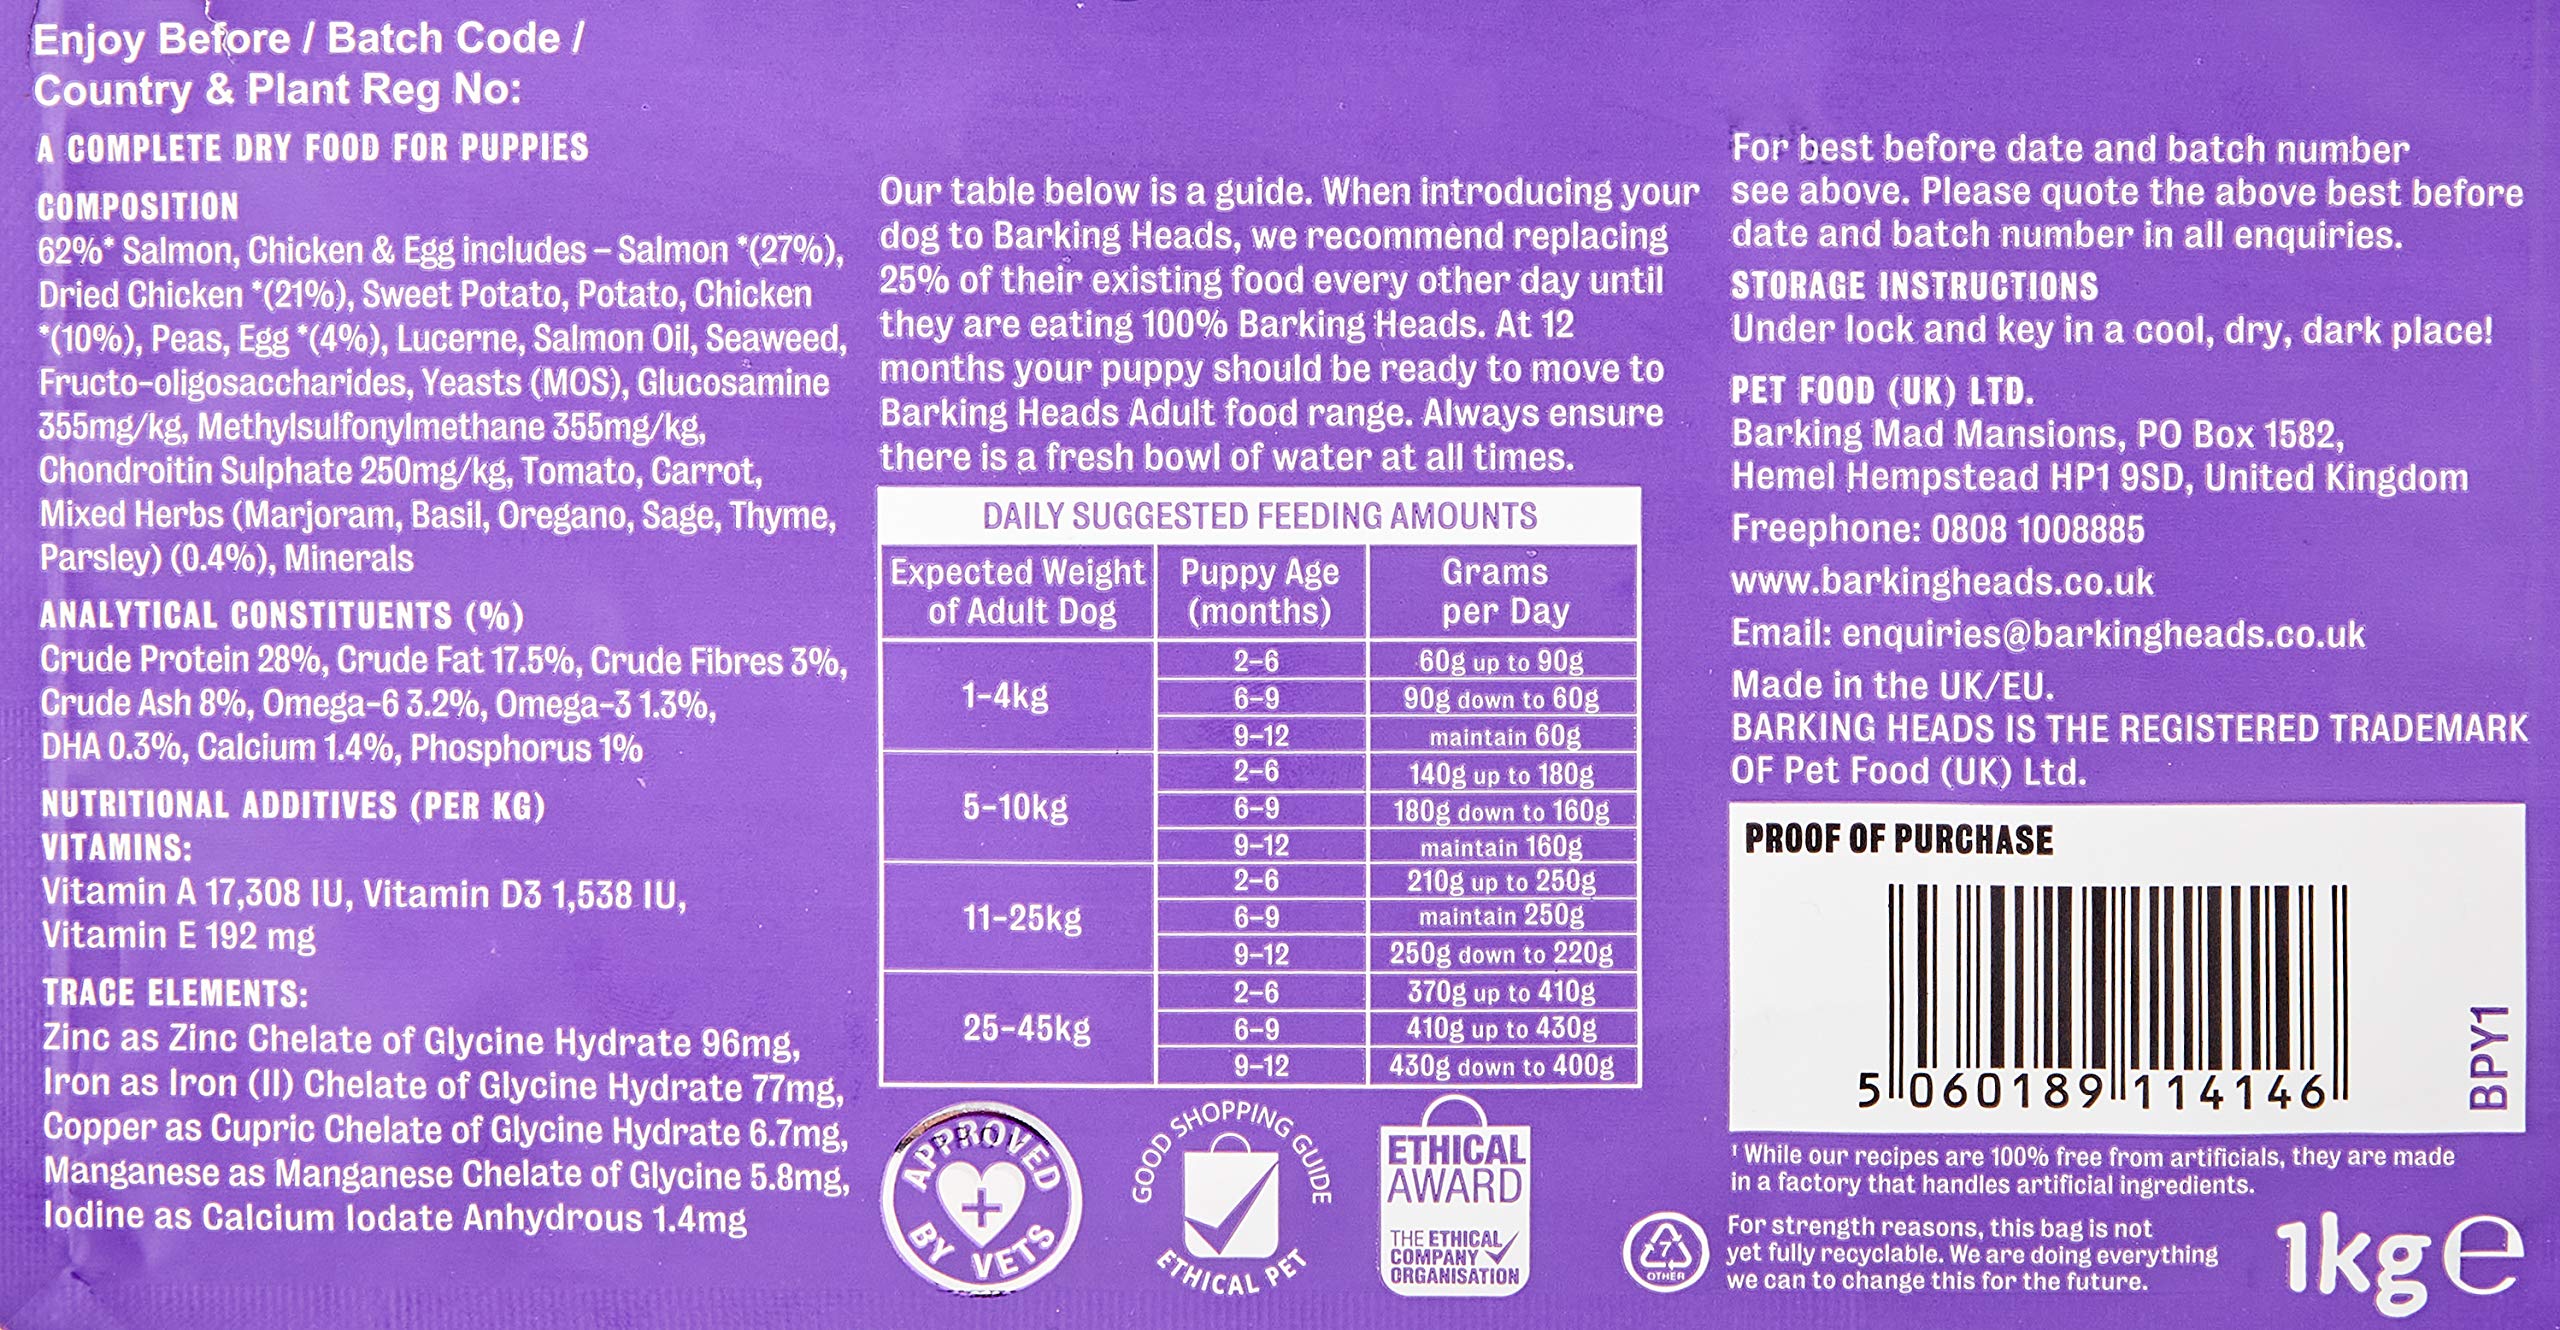 Enjoy Before / Batch Code /
Country & Plant Reg No:
A COMPLETE DRY FOOD FOR PUPPIES
COMPOSITION
62%* Salmon, Chicken & Egg includes – Salmon *(27%),
Dried Chicken *(21%), Sweet Potato, Potato, Chicken
*(10%), Peas, Egg *(4%), Lucerne, Salmon Oil, Seaweed,
Fructo-oligosaccharides, Yeasts (MOS), Glucosamine
355mg/kg, Methylsulfonylmethane 355mg/kg,
Chondroitin Sulphate 250mg/kg, Tomato, Carrot,
Mixed Herbs (Marjoram, Basil, Oregano, Sage, Thyme,
Parsley) (0.4%), Minerals
ANALYTICAL CONSTITUENTS (%)
Crude Protein 28%, Crude Fat 17.5%, Crude Fibres 3%,
Crude Ash 8%, Omega-6 3.2%, Omega-3 1.3%,
DHA 0.3%, Calcium 1.4%, Phosphorus 1%
NUTRITIONAL ADDITIVES (PER KG)
VITAMINS:
Vitamin A 17,308 IU, Vitamin D3 1,538 IU,
Vitamin E 192 mg
TRACE ELEMENTS:
Zinc as Zinc Chelate of Glycine Hydrate 96mg,
Iron as Iron (II) Chelate of Glycine Hydrate 77mg,
Copper as Cupric Chelate of Glycine Hydrate 6.7mg,
Manganese as Manganese Chelate of Glycine 5.8mg,
Iodine as Calcium Iodate Anhydrous 1.4mg
Our table below is a guide. When introducing your
dog to Barking Heads, we recommend replacing
25% of their existing food every other day until
they are eating 100% Barking Heads. At 12
months your puppy should be ready to move to
Barking Heads Adult food range. Always ensure
there is a fresh bowl of water at all times.
DAILY SUGGESTED FEEDING AMOUNTS
Expected Weight of Adult Dog Puppy Age (months) Grams per Day
1-4kg
2-6 60g up to 90g
6-9 90g down to 60g
9-12 maintain 60g
5-10kg
2-6 140g up to 180g
6-9 180g down to 160g
9-12 maintain 160g
11-25kg
2-6 210g up to 250g
6-9 maintain 250g
9-12 250g down to 220g
25-45kg
2-6 370g up to 410g
6-9 410g up to 430g
9-12 430g down to 400g
APPROVED BY VETS
GOOD SHOPPING GUIDE
ETHICAL PET
ETHICAL
AWARD
THE ETHICAL
COMPANY
ORGANISATION
For best before date and batch number
see above. Please quote the above best before
date and batch number in all enquiries.
STORAGE INSTRUCTIONS
Under lock and key in a cool, dry, dark place!
PET FOOD (UK) LTD.
Barking Mad Mansions, PO Box 1582,
Hemel Hempstead HP1 9SD, United Kingdom
Freephone: 0808 1008885
www.barkingheads.co.uk
Email: enquiries@barkingheads.co.uk
Made in the UK/EU.
BARKING HEADS IS THE REGISTERED TRADEMARK
OF Pet Food (UK) Ltd.
PROOF OF PURCHASE
5 060189 114146
BPY1
¹ While our recipes are 100% free from artificials, they are made
in a factory that handles artificial ingredients.
7
OTHER
For strength reasons, this bag is not
yet fully recyclable. We are doing everything
we can to change this for the future.
1kg e